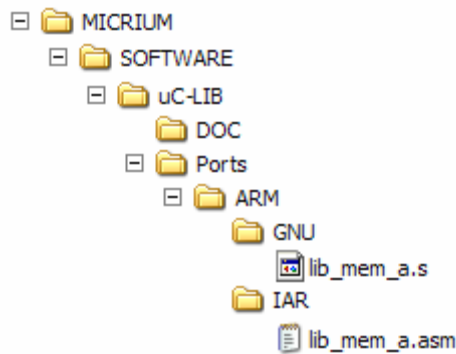 MICRIUM
SOFTWARE
uC-LIB
DOC
Ports
ARM
GNU
lib_mem_a.s
IAR
lib_mem_a.asm